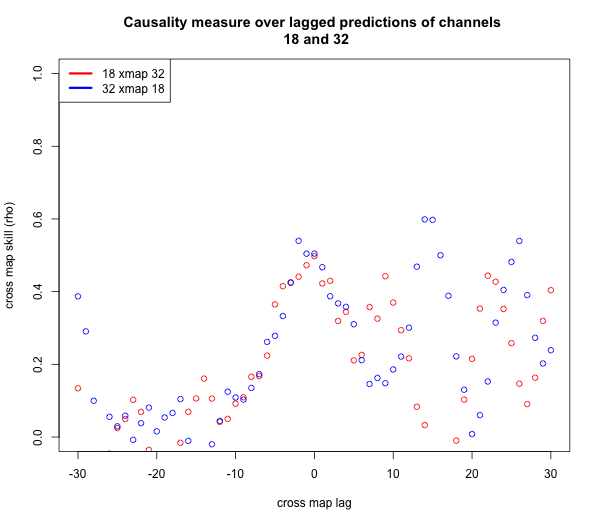 Causality measure over lagged predictions of channels
18 and 32
18 xmap 32
32 xmap 18
1.0
0.8
0.6
0.4
0.2
0.0
cross map skill (rho)
-30
-20
-10
0
10
20
30
cross map lag